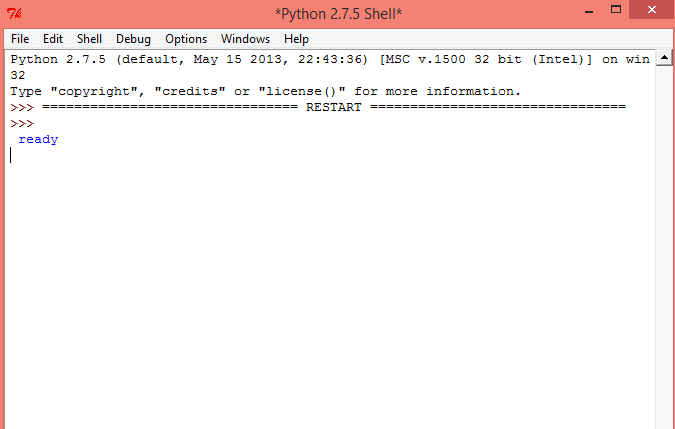 *Python 2.7.5 Shell*
File Edit Shell Debug Options Windows Help
Python 2.7.5 (default, May 15 2013, 22:43:36) [MSC v.1500 32 bit (Intel)] on win
32
Type "copyright", "credits" or "license()" for more information.
>>> ================================ RESTART ================================
>>>
ready